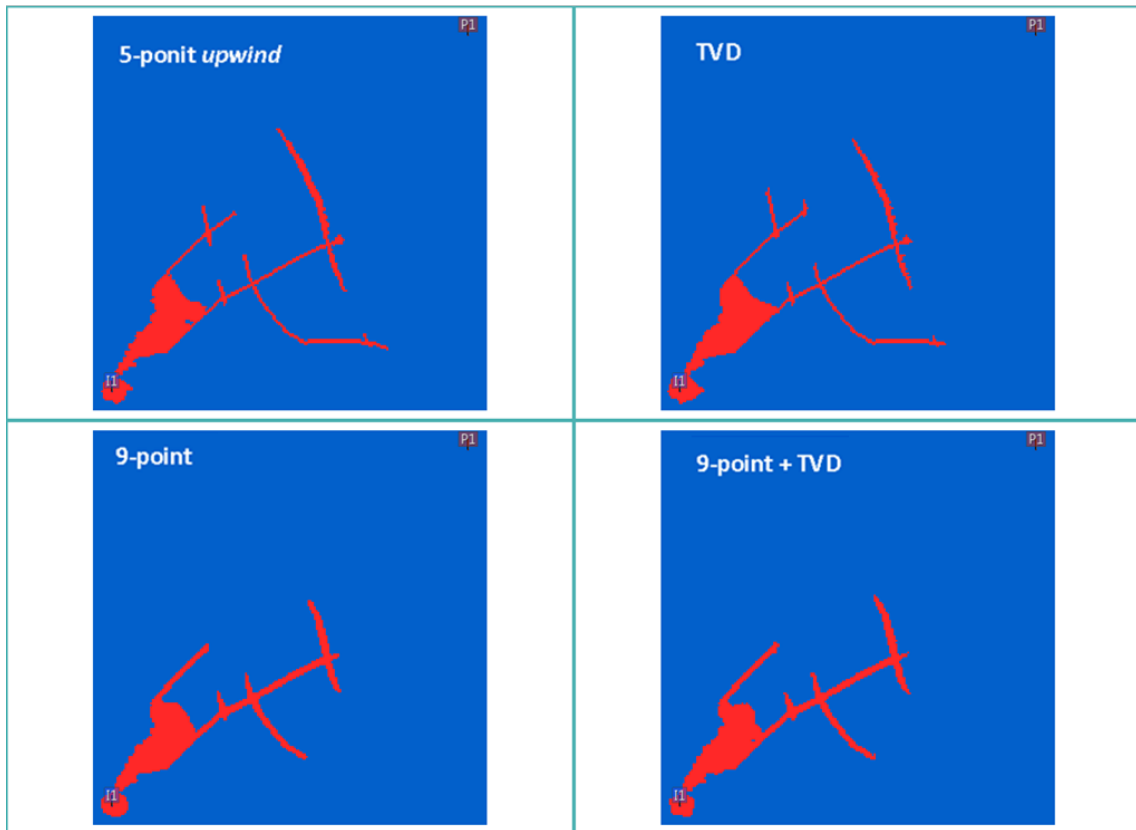 P1
5-ponit upwind
I1
P1
TVD
I1
P1
9-point
I1
P1
9-point + TVD
I1